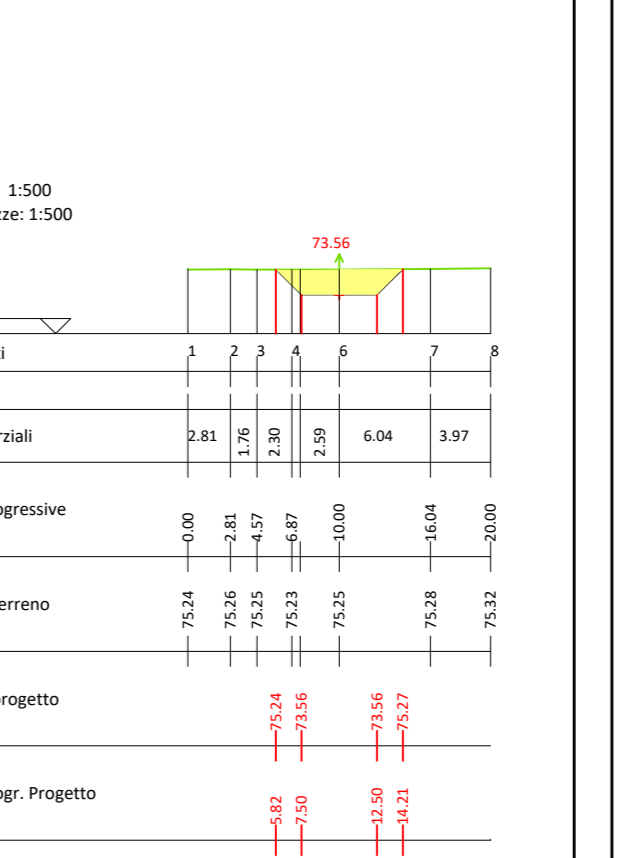 1:500
ze: 1:500
73.56
1 2 3 4 6 7 8
i
rziali 2.81 1.76 2.30 2.59 6.04 3.97
ogressive 0.00 2.81 4.57 6.87 10.00 16.04 20.00
erreno 75.24 75.26 75.25 75.23 75.25 75.28 75.32
rogetto 75.24 73.56 73.56 75.27
ogr. Progetto 5.82 7.50 12.50 14.21